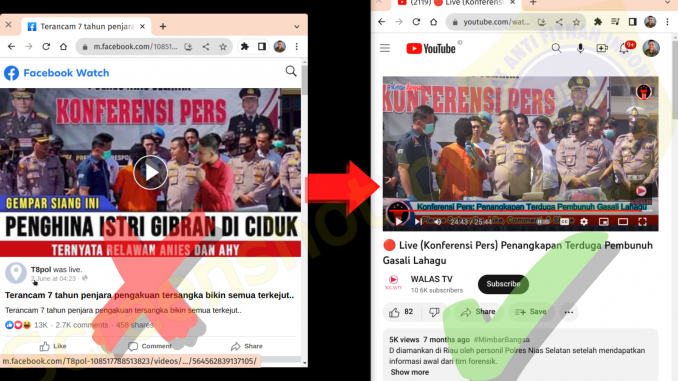 Terancam 7 tahun penjara
m.facebook.com/10851
Facebook Watch
KONFERENSI PERS
GEMPAR SIANG INI
PENGHINA ISTRI GIBRAN DI CIDUK
TERNYATA RELAWAN ANIES DAN AHY
T8pol was live.
2 June at 04:23
Terancam 7 tahun penjara pengakuan tersangka bikin semua terkejut..
Terancam 7 tahun penjara pengakuan tersangka bikin semua terkejut..
13K · 2.7K comments · 458 shares
Like
Comment
Share
m.facebook.com/T8pol-108517788513823/videos/.../564562839137105/
(2119) 🔴 Live (Konferensi
youtube.com/wat...
YouTube
ID
9+
KONFERENSI PERS
Konferensi Pers: Penangkapan Terduga Pembunuh Gasali Lahagu
24:43 / 25:44
🔴 Live (Konferensi Pers) Penangkapan Terduga Pembunuh
Gasali Lahagu
WALAS TV
10.6K subscribers
Subscribe
82
Share
Save
5K views 7 months ago #MimbarBangsa
D diamankan di Riau oleh personil Polres Nias Selatan setelah mendapatkan
informasi awal dari tim forensik.
Show more